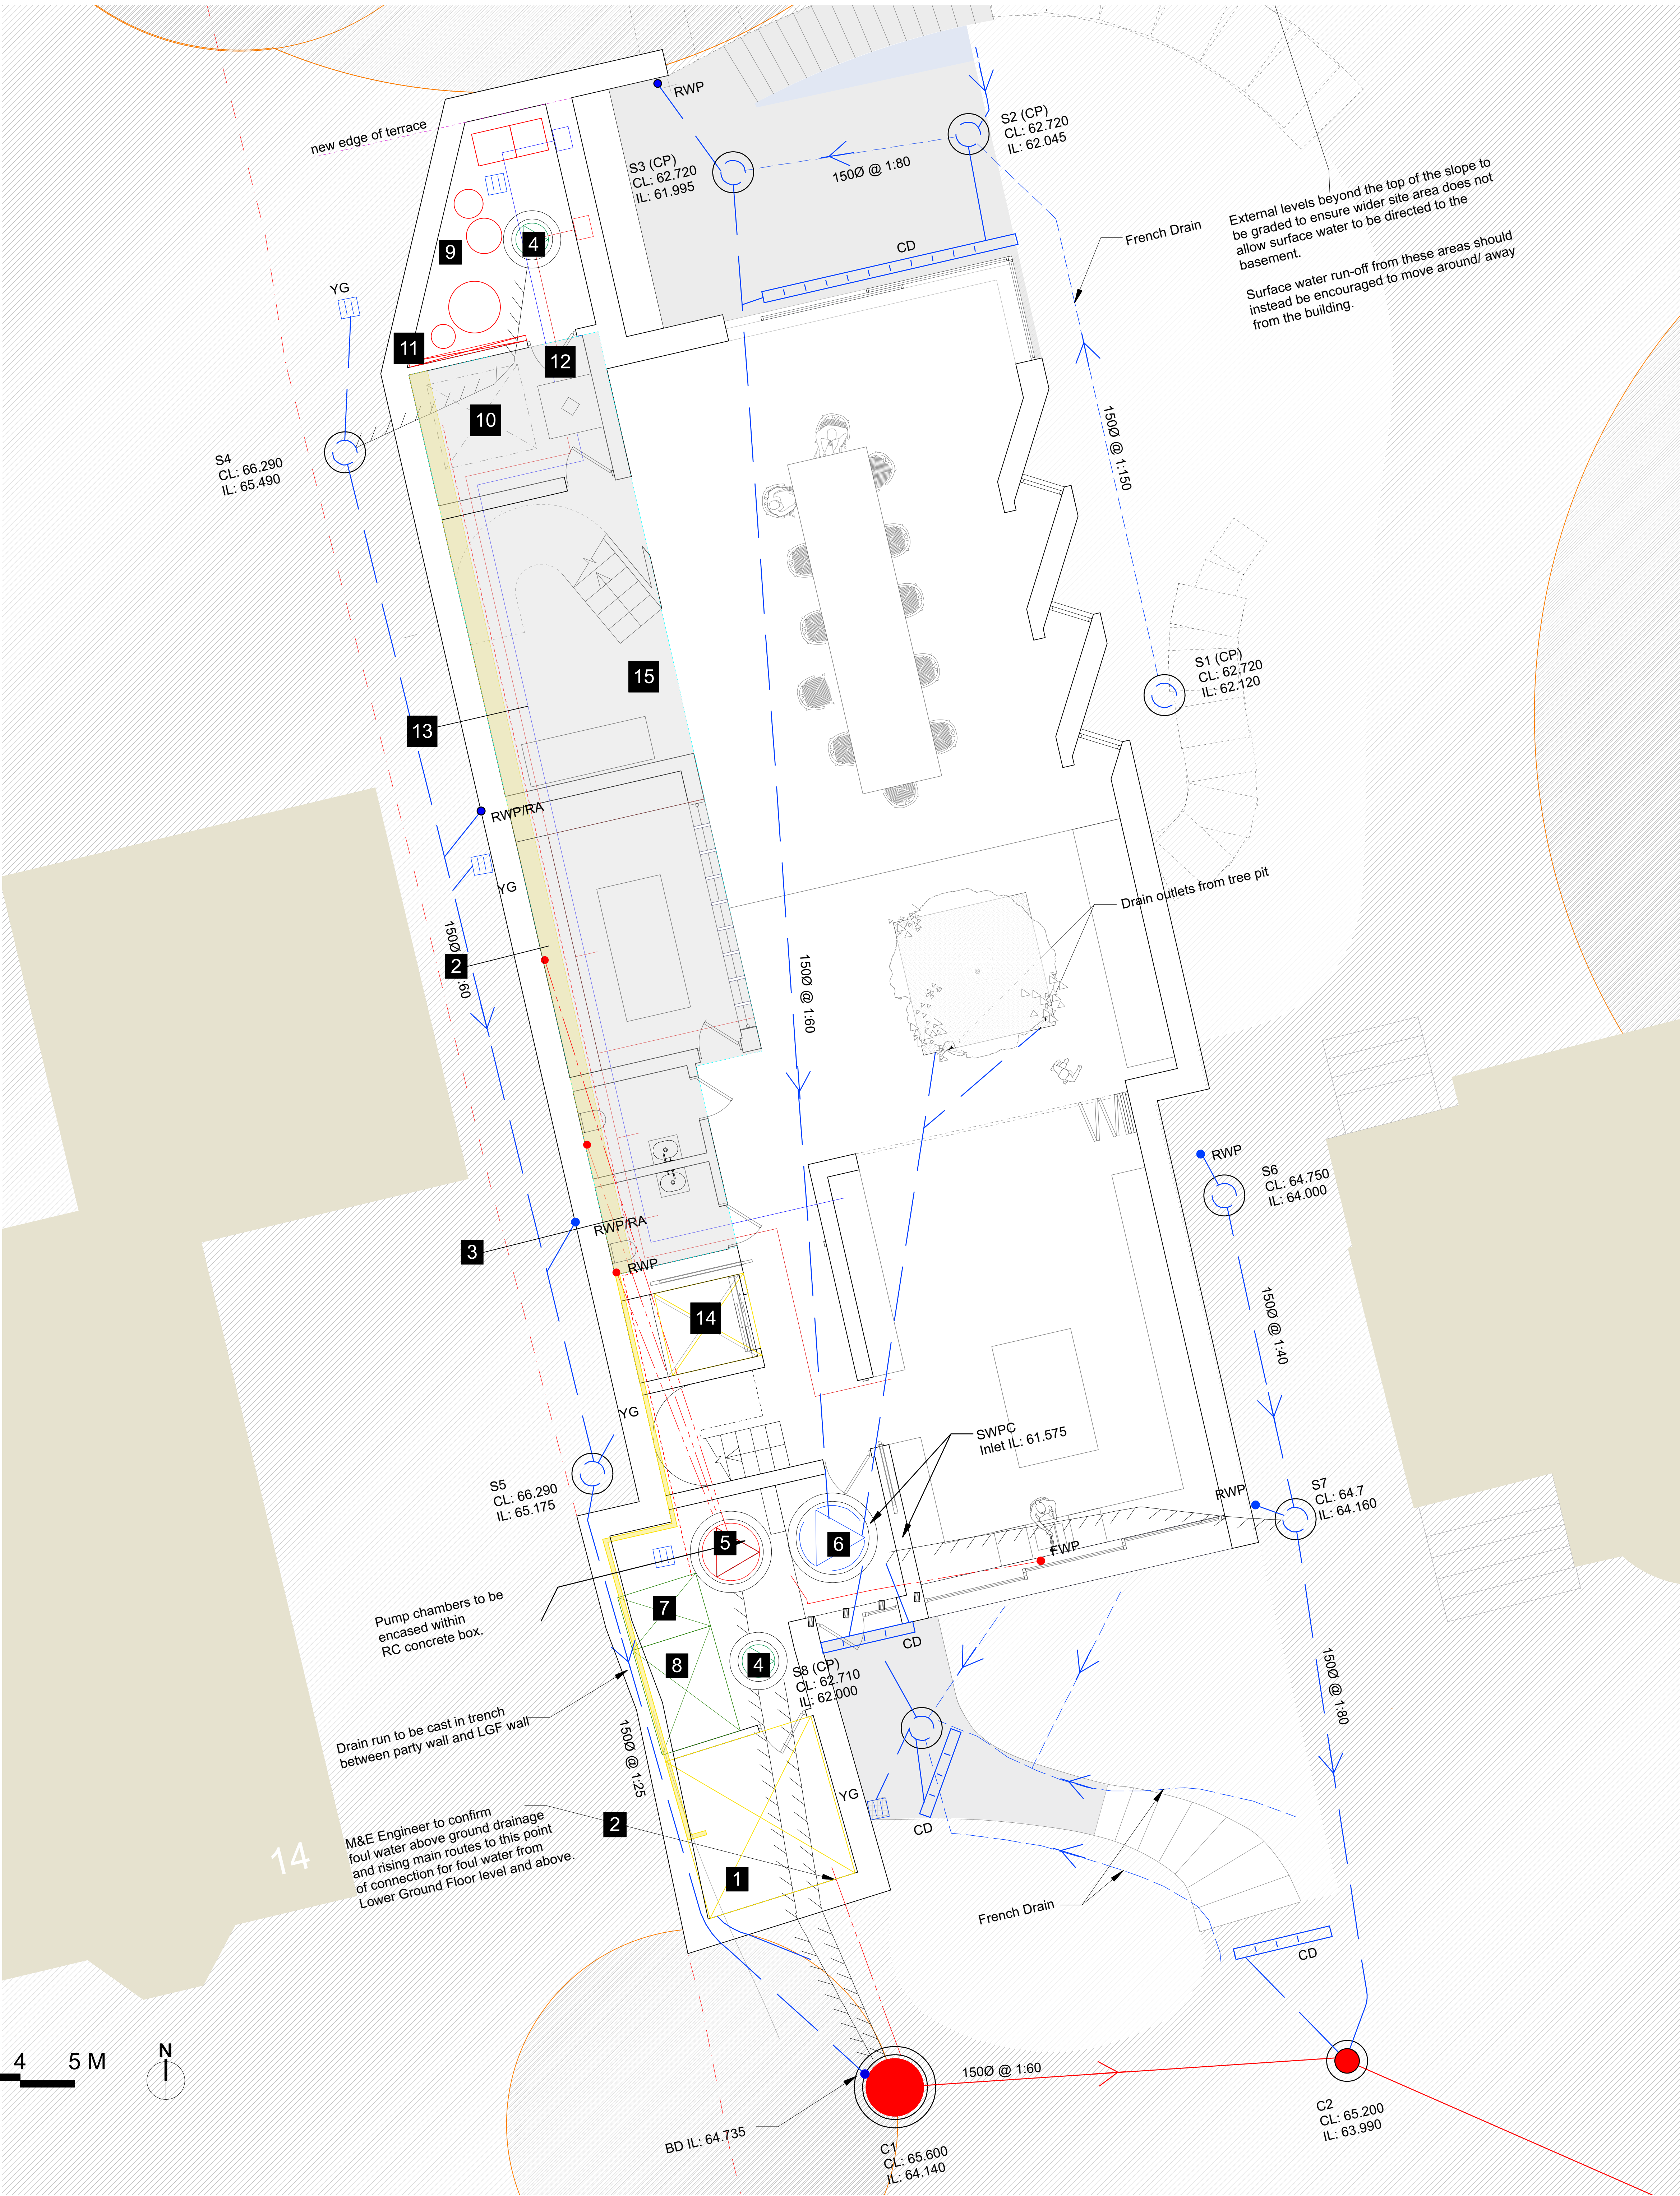 RWP
S2 (CP)
CL: 62.720
IL: 62.045
new edge of terrace
S3 (CP)
CL: 62.720
IL: 61.995
150Ø @ 1:80
External levels beyond the top of the slope to
be graded to ensure wider site area does not
allow surface water to be directed to the
basement.
Surface water run-off from these areas should
instead be encouraged to move around/ away
from the building.
French Drain
CD
9
4
YG
11
12
10
S4
CL: 66.290
IL: 65.490
150Ø @ 1:150
15
S1 (CP)
CL: 62.720
IL: 62.120
13
RWP/RA
YG
Drain outlets from tree pit
2
150Ø
:60
150Ø @ 1:60
RWP
S6
CL: 64.750
IL: 64.000
3
RWP/RA
RWP
14
150Ø @ 1:40
YG
SWPC
Inlet IL: 61.575
S5
CL: 66.290
IL: 65.175
RWP
S7
CL: 64.7
IL: 64.160
5
6
FWP
Pump chambers to be
encased within
RC concrete box.
7
8
4
CD
S8 (CP)
CL: 62.710
IL: 62.000
150Ø @ 1:80
Drain run to be cast in trench
between party wall and LGF wall
150Ø @ 1:25
YG
CD
M&E Engineer to confirm
foul water above ground drainage
and rising main routes to this point
of connection for foul water from
Lower Ground Floor level and above.
2
14
1
French Drain
CD
4
5 M
N
150Ø @ 1:60
BD IL: 64.735
C1
CL: 65.600
IL: 64.140
C2
CL: 65.200
IL: 63.990